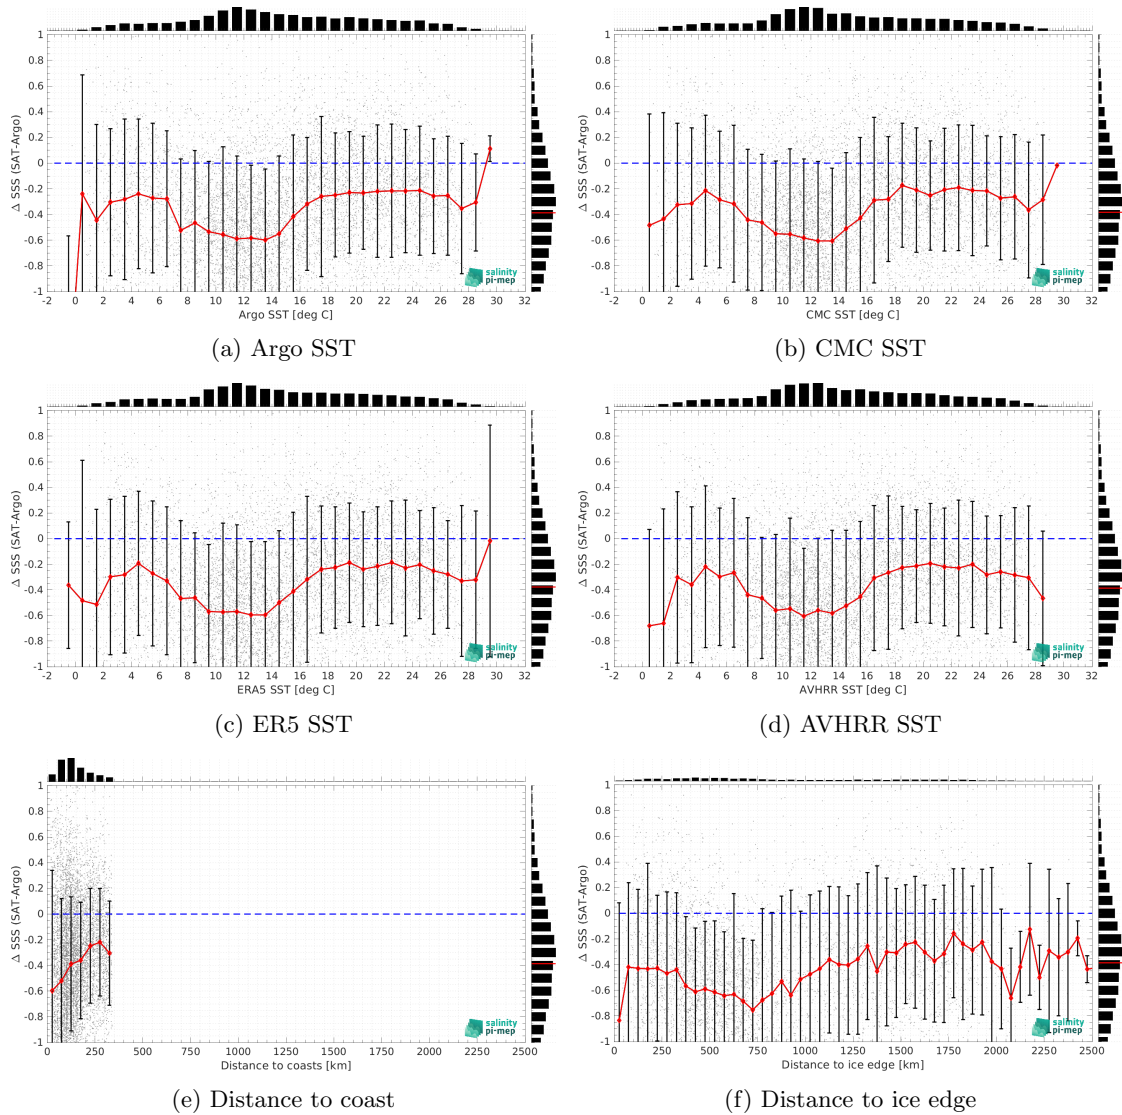 1
0.8
0.6
0.4
0.2
0
-0.2
-0.4
-0.6
-0.8
-1
Δ SSS (SAT-Argo)
-2 0 2 4 6 8 10 12 14 16 18 20 22 24 26 28 30 32
Argo SST [deg C]
salinity
pi-mep
(a) Argo SST
1
0.8
0.6
0.4
0.2
0
-0.2
-0.4
-0.6
-0.8
-1
Δ SSS (SAT-Argo)
-2 0 2 4 6 8 10 12 14 16 18 20 22 24 26 28 30 32
CMC SST [deg C]
salinity
pi-mep
(b) CMC SST
1
0.8
0.6
0.4
0.2
0
-0.2
-0.4
-0.6
-0.8
-1
Δ SSS (SAT-Argo)
-2 0 2 4 6 8 10 12 14 16 18 20 22 24 26 28 30 32
ERA5 SST [deg C]
salinity
pi-mep
(c) ER5 SST
1
0.8
0.6
0.4
0.2
0
-0.2
-0.4
-0.6
-0.8
-1
Δ SSS (SAT-Argo)
-2 0 2 4 6 8 10 12 14 16 18 20 22 24 26 28 30 32
AVHRR SST [deg C]
salinity
pi-mep
(d) AVHRR SST
1
0.8
0.6
0.4
0.2
0
-0.2
-0.4
-0.6
-0.8
-1
Δ SSS (SAT-Argo)
0 250 500 750 1000 1250 1500 1750 2000 2250 2500
Distance to coasts [km]
salinity
pi-mep
(e) Distance to coast
1
0.8
0.6
0.4
0.2
0
-0.2
-0.4
-0.6
-0.8
-1
Δ SSS (SAT-Argo)
0 250 500 750 1000 1250 1500 1750 2000 2250 2500
Distance to ice edge [km]
salinity
pi-mep
(f) Distance to ice edge